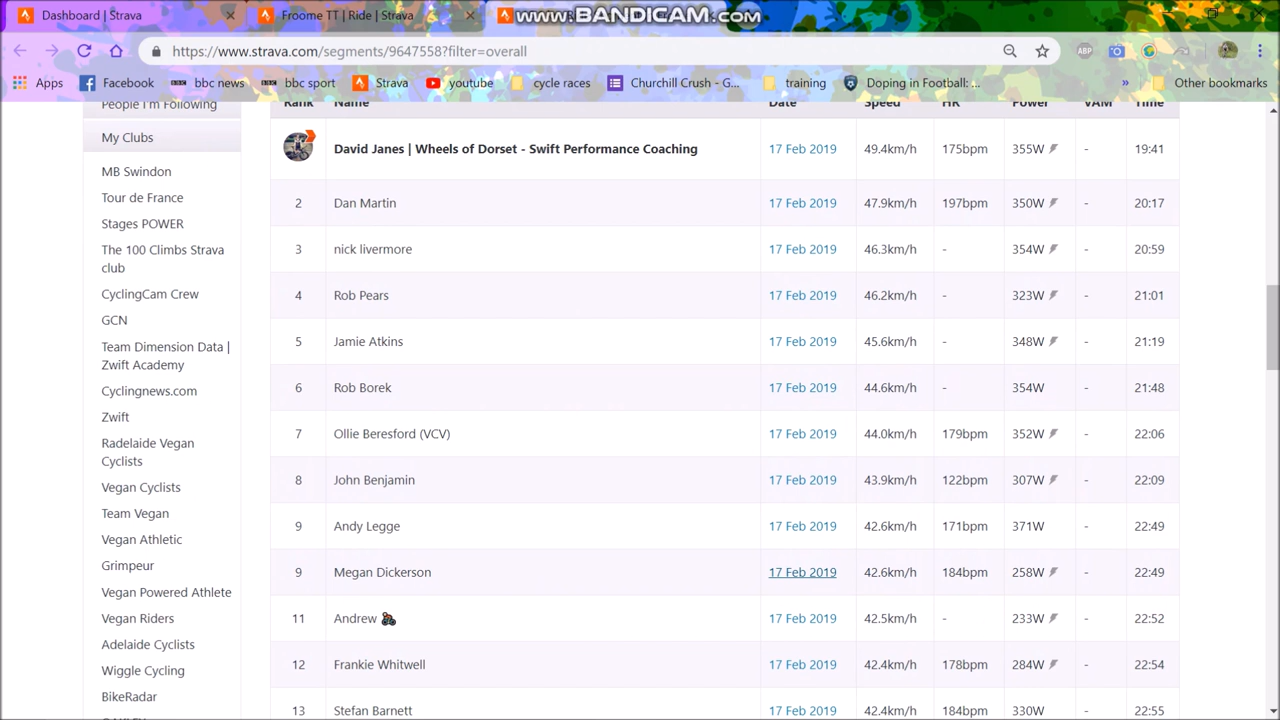 Dashboard | Strava
Froome TT | Ride | Strava
www.BANDICAM.com
https://www.strava.com/segments/9647558?filter=overall
ABP
Apps
Facebook
bbc news
bbc sport
Strava
youtube
cycle races
Churchill Crush - G...
training
Doping in Football:...
»
Other bookmarks
People I'm Following
My Clubs
MB Swindon
Tour de France
Stages POWER
The 100 Climbs Strava
club
CyclingCam Crew
GCN
Team Dimension Data |
Zwift Academy
Cyclingnews.com
Zwift
Radelaide Vegan
Cyclists
Vegan Cyclists
Team Vegan
Vegan Athletic
Grimpeur
Vegan Powered Athlete
Vegan Riders
Adelaide Cyclists
Wiggle Cycling
BikeRadar
Rank Name Date Speed HR Power VAM Time
David Janes | Wheels of Dorset - Swift Performance Coaching 17 Feb 2019 49.4km/h 175bpm 355W - 19:41
2 Dan Martin 17 Feb 2019 47.9km/h 197bpm 350W - 20:17
3 nick livermore 17 Feb 2019 46.3km/h - 354W - 20:59
4 Rob Pears 17 Feb 2019 46.2km/h - 323W - 21:01
5 Jamie Atkins 17 Feb 2019 45.6km/h - 348W - 21:19
6 Rob Borek 17 Feb 2019 44.6km/h - 354W - 21:48
7 Ollie Beresford (VCV) 17 Feb 2019 44.0km/h 179bpm 352W - 22:06
8 John Benjamin 17 Feb 2019 43.9km/h 122bpm 307W - 22:09
9 Andy Legge 17 Feb 2019 42.6km/h 171bpm 371W - 22:49
9 Megan Dickerson 17 Feb 2019 42.6km/h 184bpm 258W - 22:49
11 Andrew 17 Feb 2019 42.5km/h - 233W - 22:52
12 Frankie Whitwell 17 Feb 2019 42.4km/h 178bpm 284W - 22:54
13 Stefan Barnett 17 Feb 2019 42.4km/h 184bpm 330W - 22:55